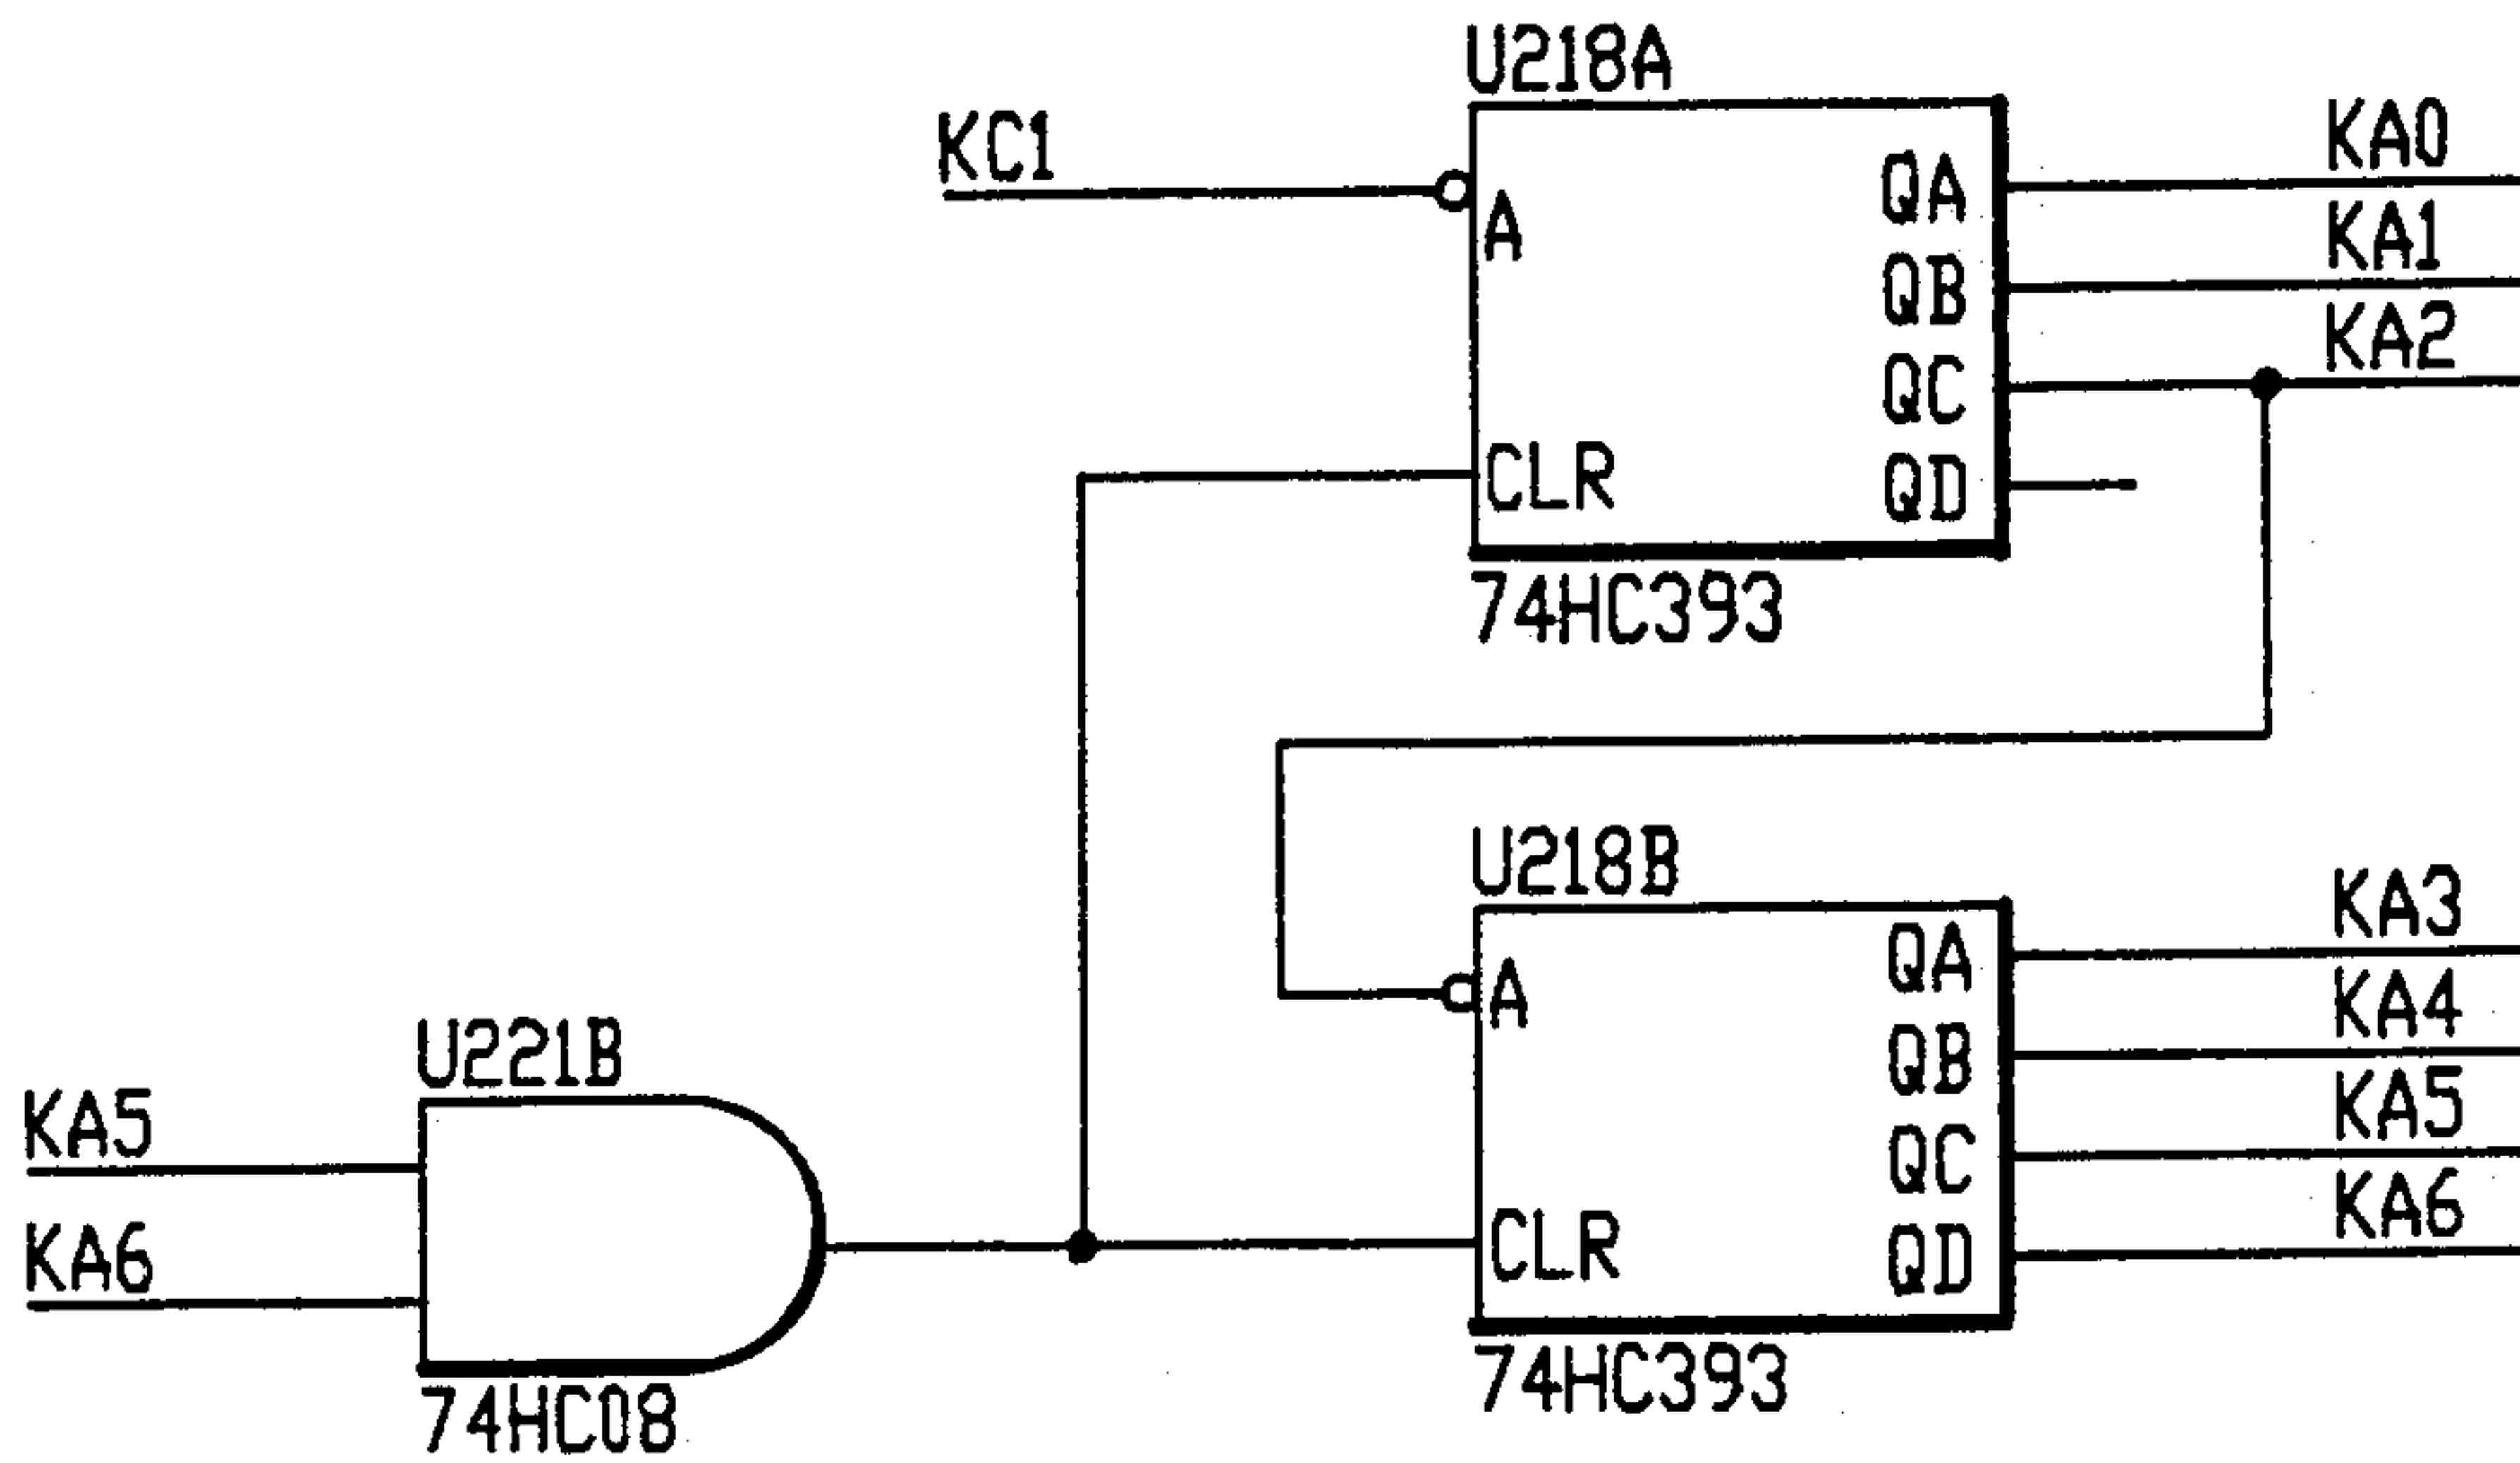 U218A
KC1
A
CLR
QA
QB
QC
QD
KA0
KA1
KA2
74HC393
U218B
A
CLR
QA
QB
QC
QD
KA3
KA4
KA5
KA6
74HC393
U221B
KA5
KA6
74HC08